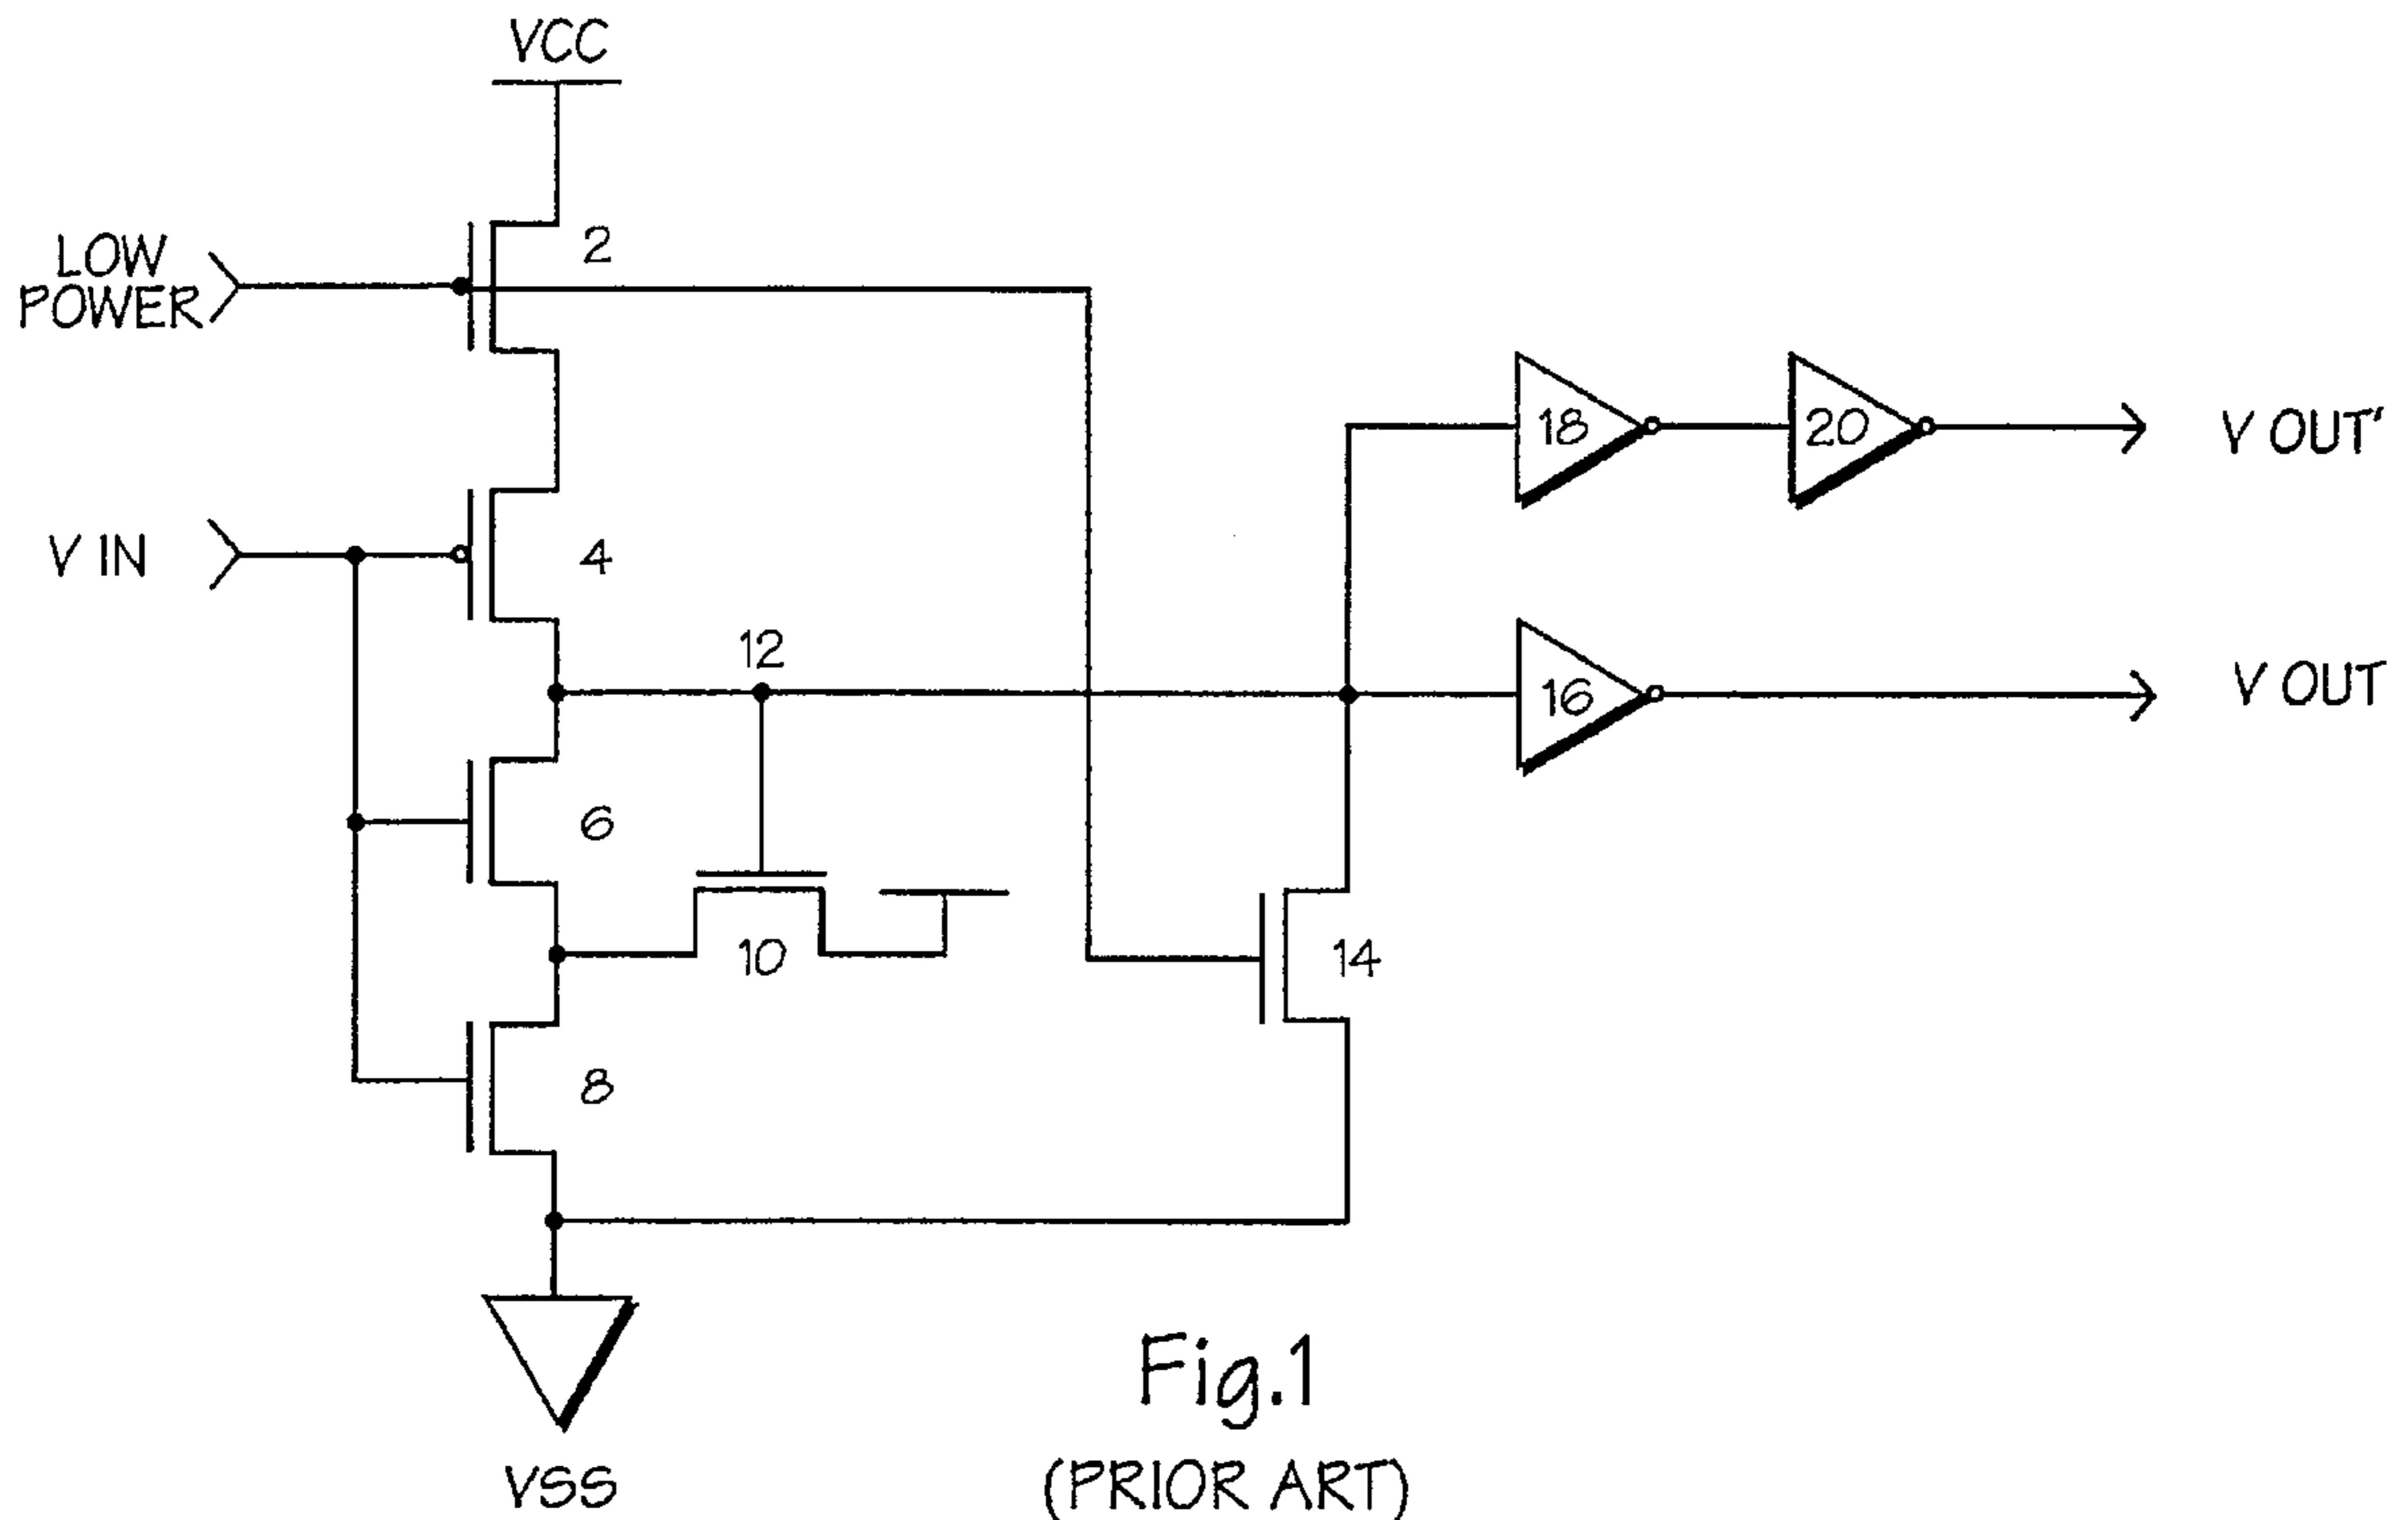 VCC
2
LOW
POWER
18
20
V OUT'
V IN
4
12
16
V OUT
6
10
14
8
Fig.1
VSS
(PRIOR ART)